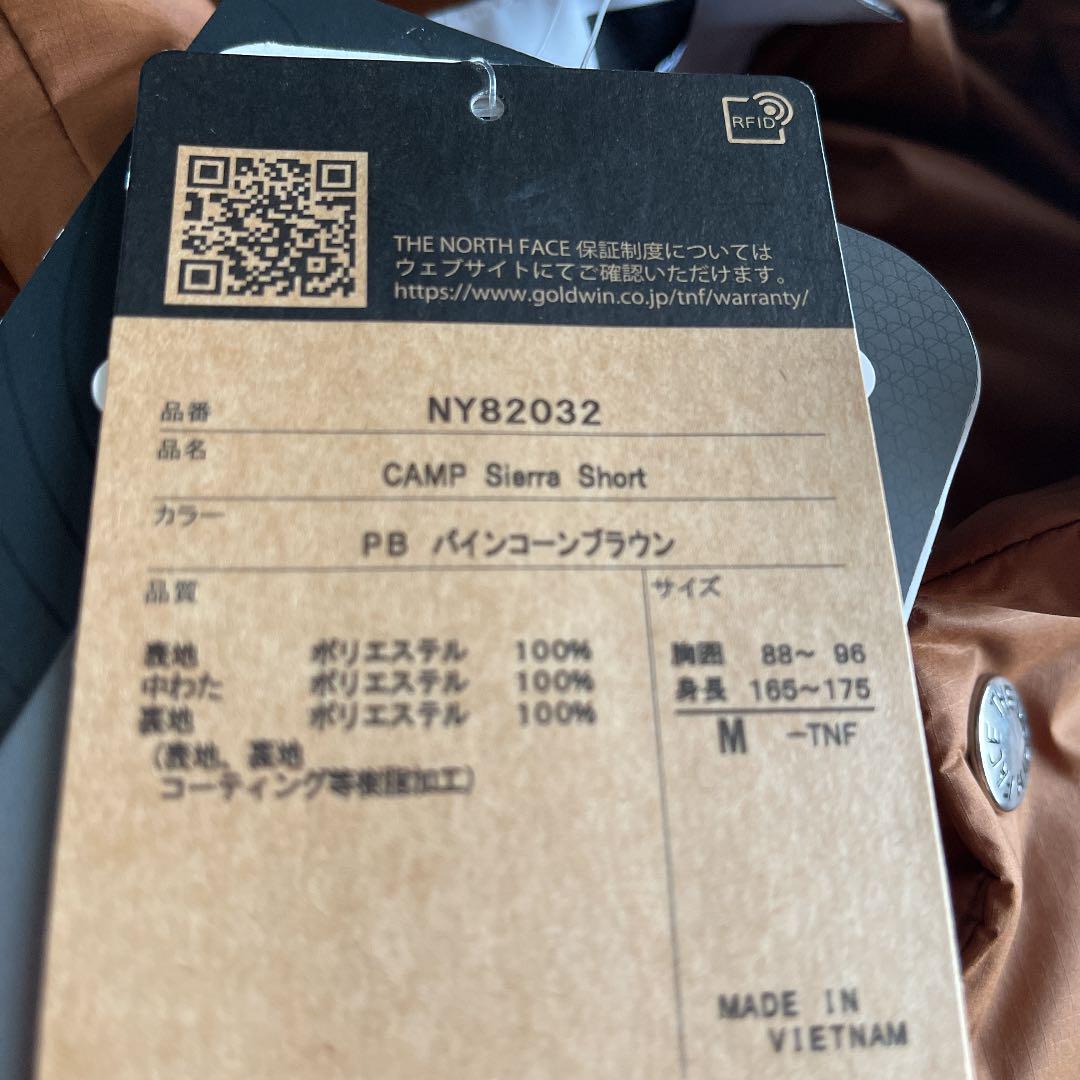 RFID
THE NORTH FACE 保証制度については
ウェブサイトにてご確認いただけます。
https://www.goldwin.co.jp/tnf/warranty/
品番 NY82032
品名
CAMP Sierra Short
カラー
PB パインコーンブラウン
品質
サイズ
表地 ポリエステル 100%
中わた ポリエステル 100%
裏地 ポリエステル 100%
(表地、裏地
コーティング等樹脂加工)
胸囲 88〜 96
身長 165〜175
M -TNF
MADE IN
VIETNAM
THE
FACE